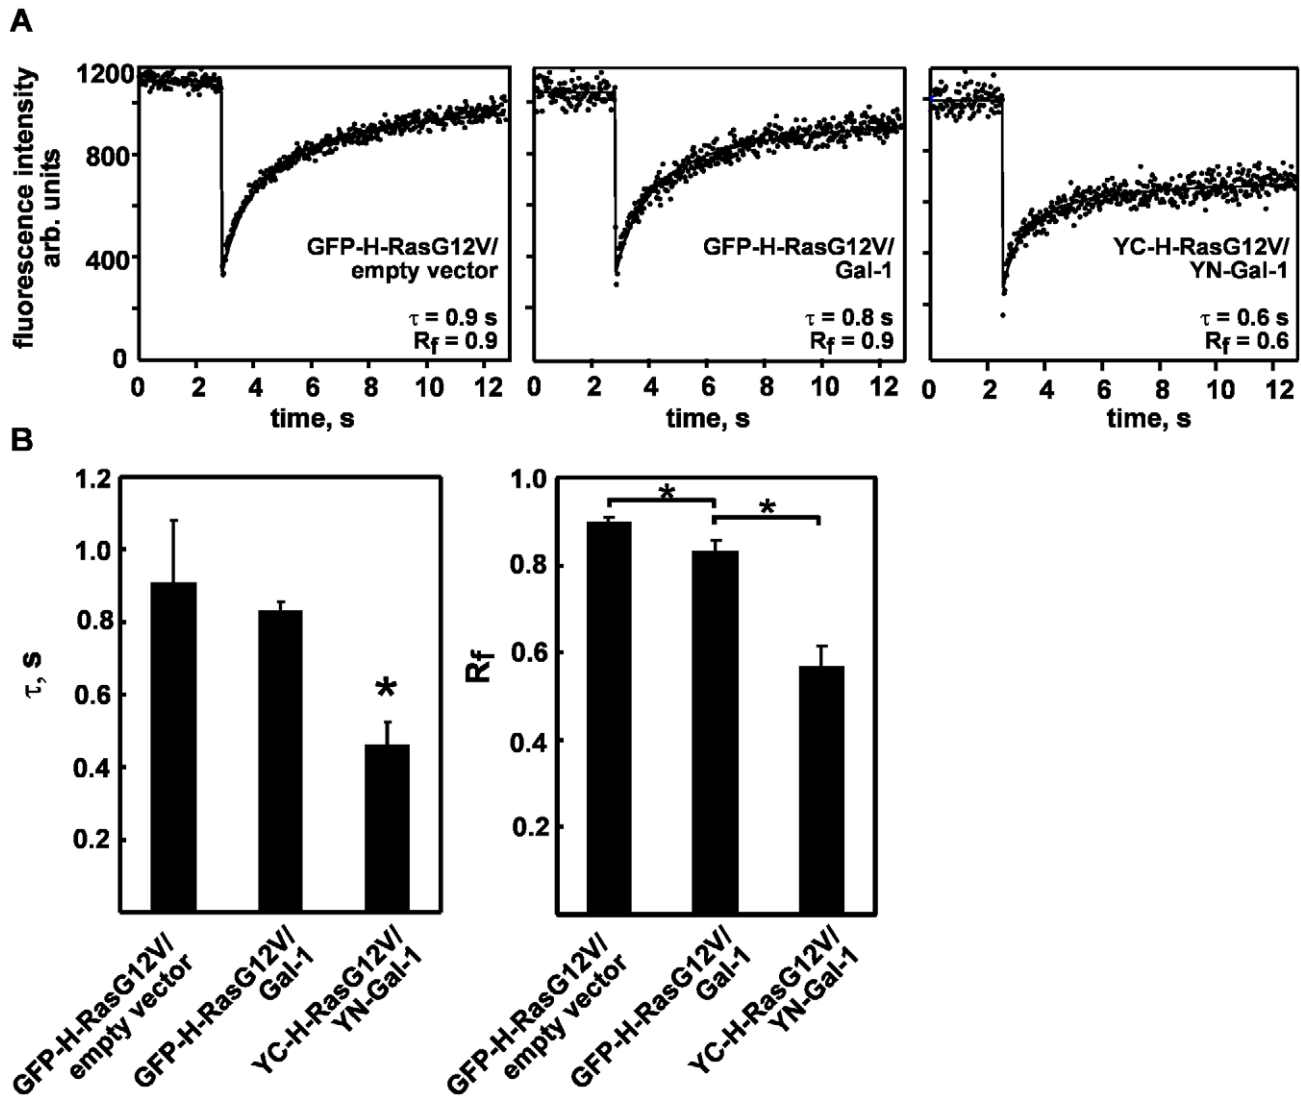 A
fluorescence intensity
arb. units
1200
800
400
0
GFP-H-RasG12V/
empty vector
τ = 0.9 s
Rf = 0.9
0 2 4 6 8 10 12
time, s
GFP-H-RasG12V/
Gal-1
τ = 0.8 s
Rf = 0.9
0 2 4 6 8 10 12
time, s
YC-H-RasG12V/
YN-Gal-1
τ = 0.6 s
Rf = 0.6
0 2 4 6 8 10 12
time, s
B
τ, s
1.2
1.0
0.8
0.6
0.4
0.2
*
GFP-H-RasG12V/
empty vector
GFP-H-RasG12V/
Gal-1
YC-H-RasG12V/
YN-Gal-1
Rf
1.0
0.8
0.6
0.4
0.2
*
*
GFP-H-RasG12V/
empty vector
GFP-H-RasG12V/
Gal-1
YC-H-RasG12V/
YN-Gal-1